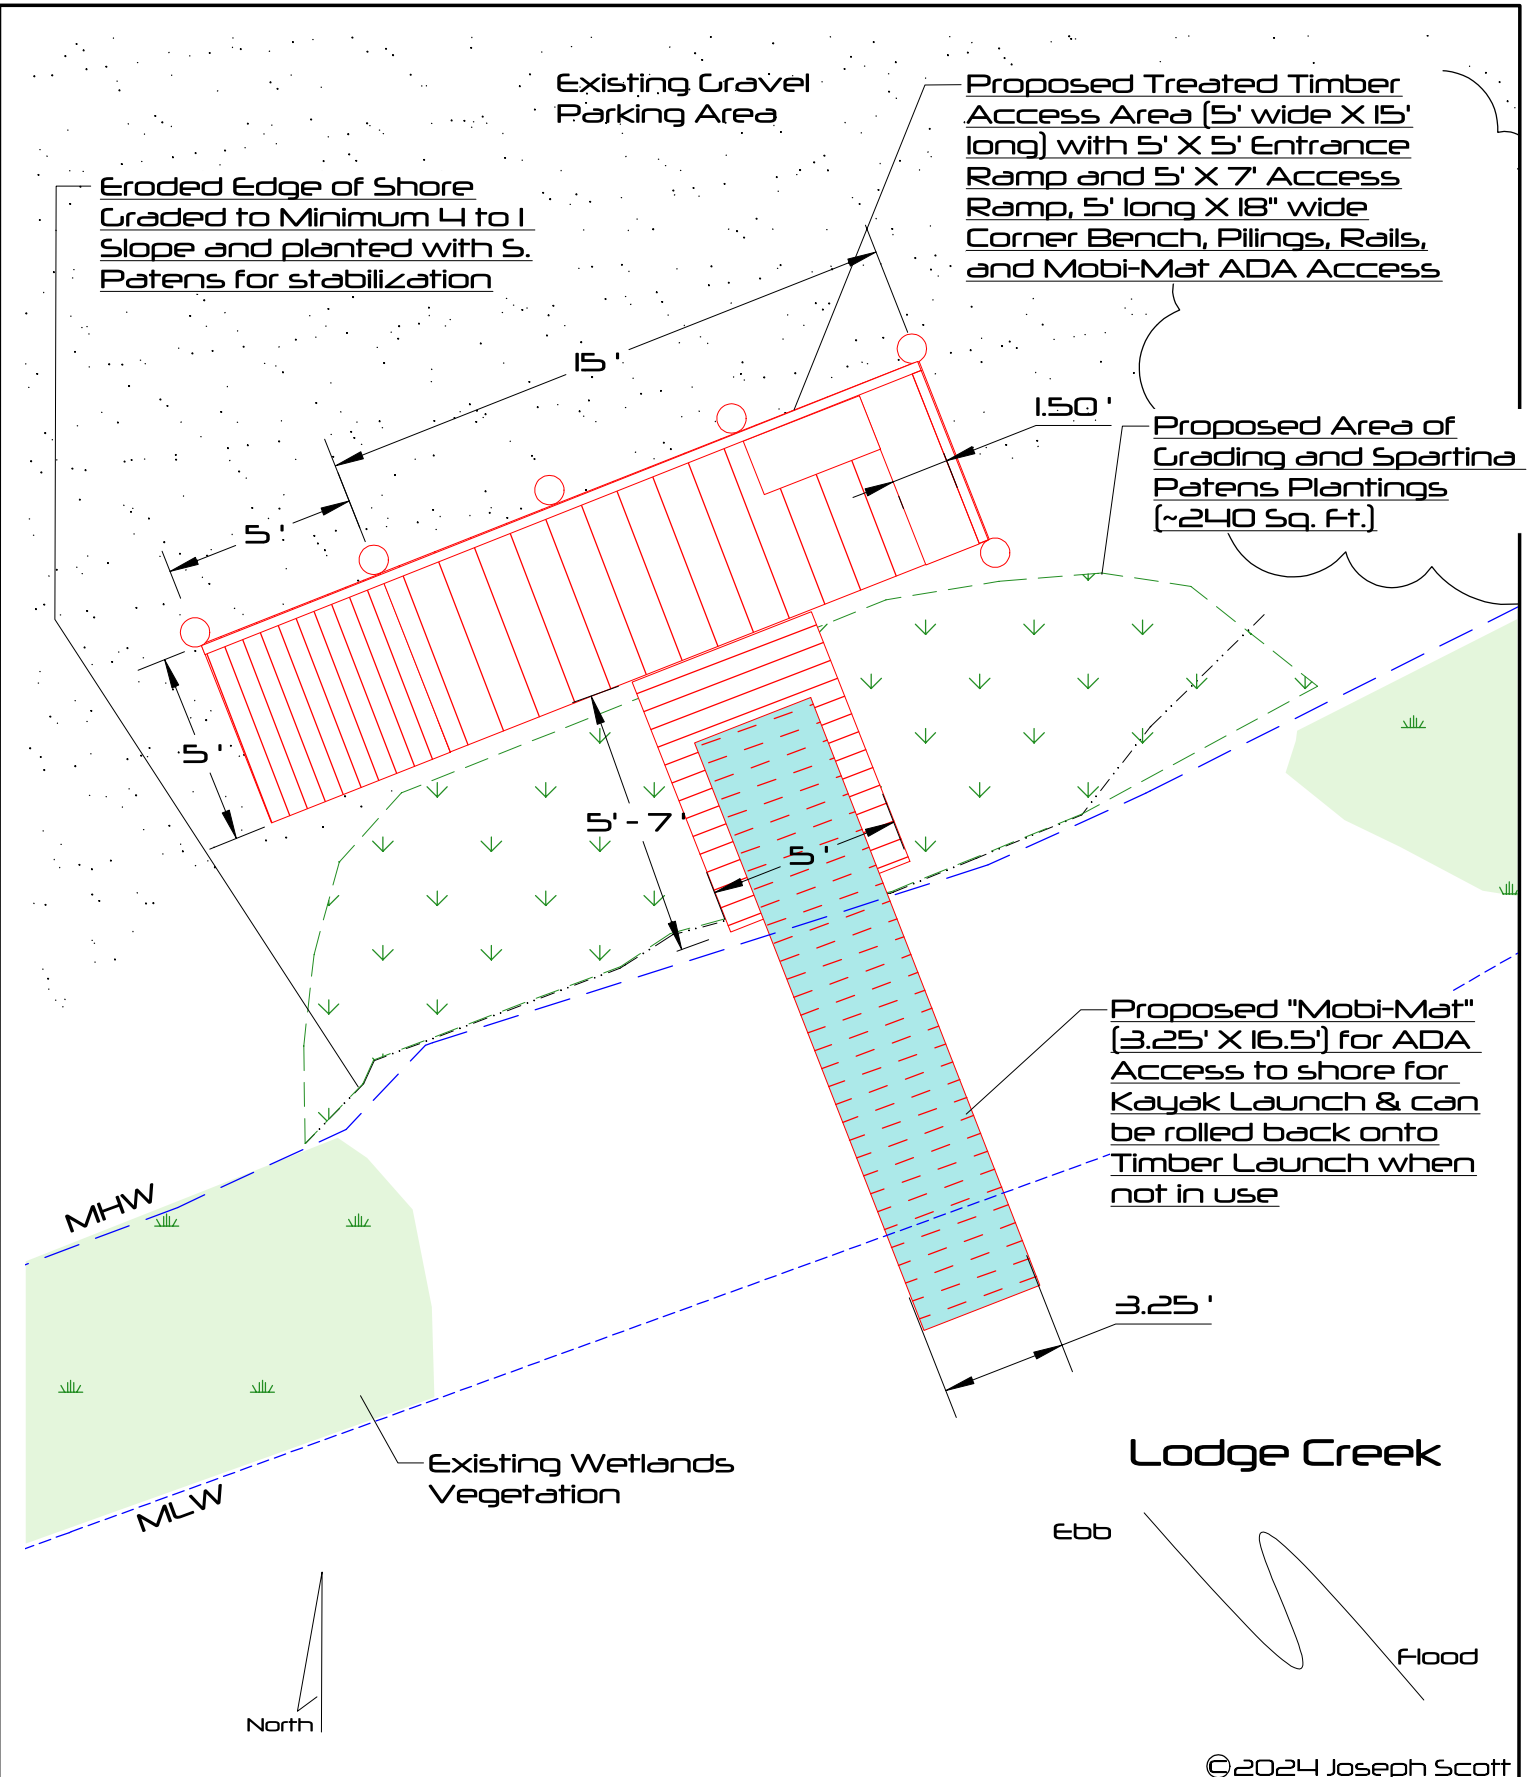 Existing Gravel
Parking Area
Proposed Treated Timber
Access Area (5' wide X 15'
long) with 5' X 5' Entrance
Ramp and 5' X 7' Access
Ramp, 5' long X 18" wide
Corner Bench, Pilings, Rails,
and Mobi-Mat ADA Access
Eroded Edge of Shore
Graded to Minimum 4 to 1
Slope and planted with S.
Patens for stabilization
15 '
1.50 '
Proposed Area of
Grading and Spartina
Patens Plantings
(~240 Sq. Ft.)
5 '
5 '
5' - 7 '
5 '
Proposed "Mobi-Mat"
(3.25' X 16.5') for ADA
Access to shore for
Kayak Launch & can
be rolled back onto
Timber Launch when
not in use
MHW
3.25 '
Lodge Creek
Existing Wetlands
Vegetation
MLW
Ebb
Flood
North
©2024 Joseph Scott